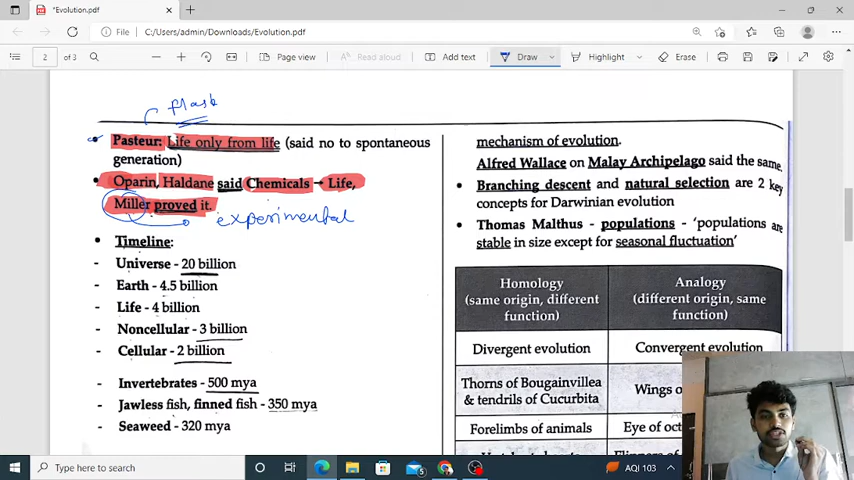 *Evolution.pdf
File | C:/Users/admin/Downloads/Evolution.pdf
2 of 3
Page view
Add text
Draw
Highlight
Erase
flask
Pasteur: Life only from life (said no to spontaneous
generation)
Oparin, Haldane said Chemicals → Life,
Miller proved it.
experimental
Timeline:
- Universe - 20 billion
- Earth - 4.5 billion
- Life - 4 billion
- Noncellular - 3 billion
- Cellular - 2 billion
- Invertebrates - 500 mya
- Jawless fish, finned fish - 350 mya
- Seaweed - 320 mya
mechanism of evolution.
Alfred Wallace on Malay Archipelago said the same.
Branching descent and natural selection are 2 key
concepts for Darwinian evolution
Thomas Malthus - populations - 'populations are
stable in size except for seasonal fluctuation'
Homology
(same origin, different
function)
Analogy
(different origin, same
function)
Divergent evolution
Convergent evolution
Thorns of Bougainvillea
& tendrils of Cucurbita
Wings o
Forelimbs of animals
Eye of oct
Type here to search
AQI 103